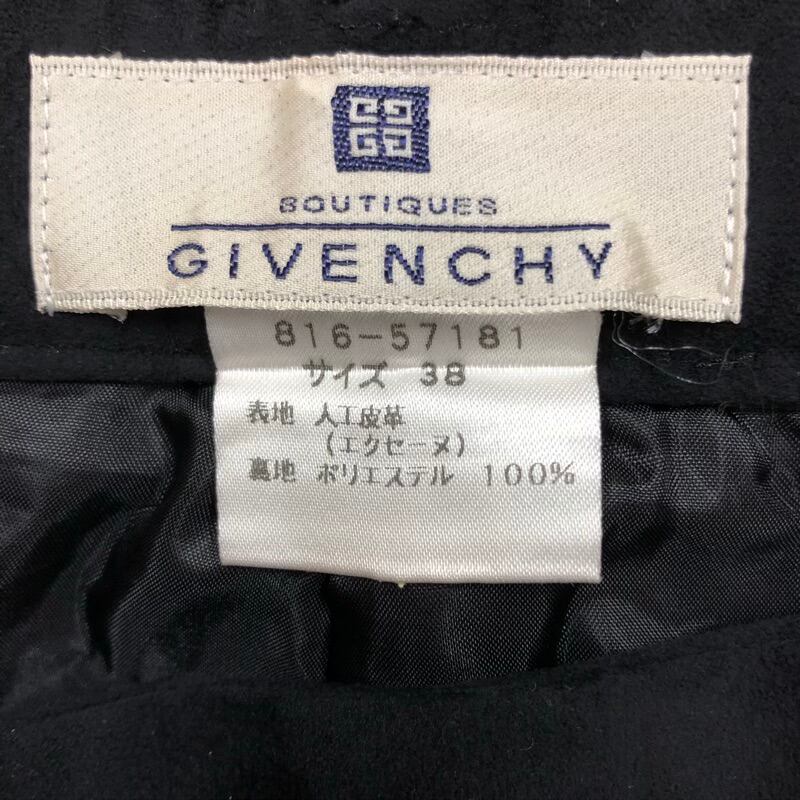 BOUTIQUES
GIVENCHY
816-57181
サイズ 38
表地 人工皮革
(エクセーヌ)
裏地 ポリエステル 100%